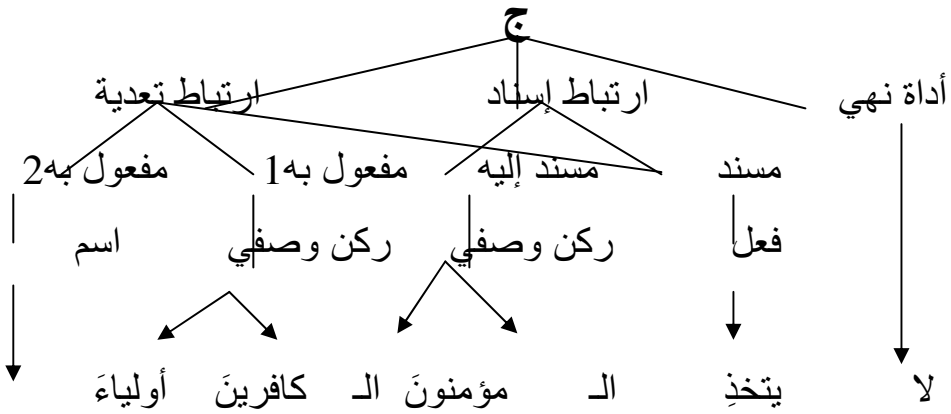 ج
أداة نهي ارتباط إسناد ارتباط تعدية
مسند مسند إليه مفعول به1 مفعول به2
فعل ركن وصفي ركن وصفي اسم
لا يتخذِ الـ مؤمنونَ الـ كافرينَ أولياءَ